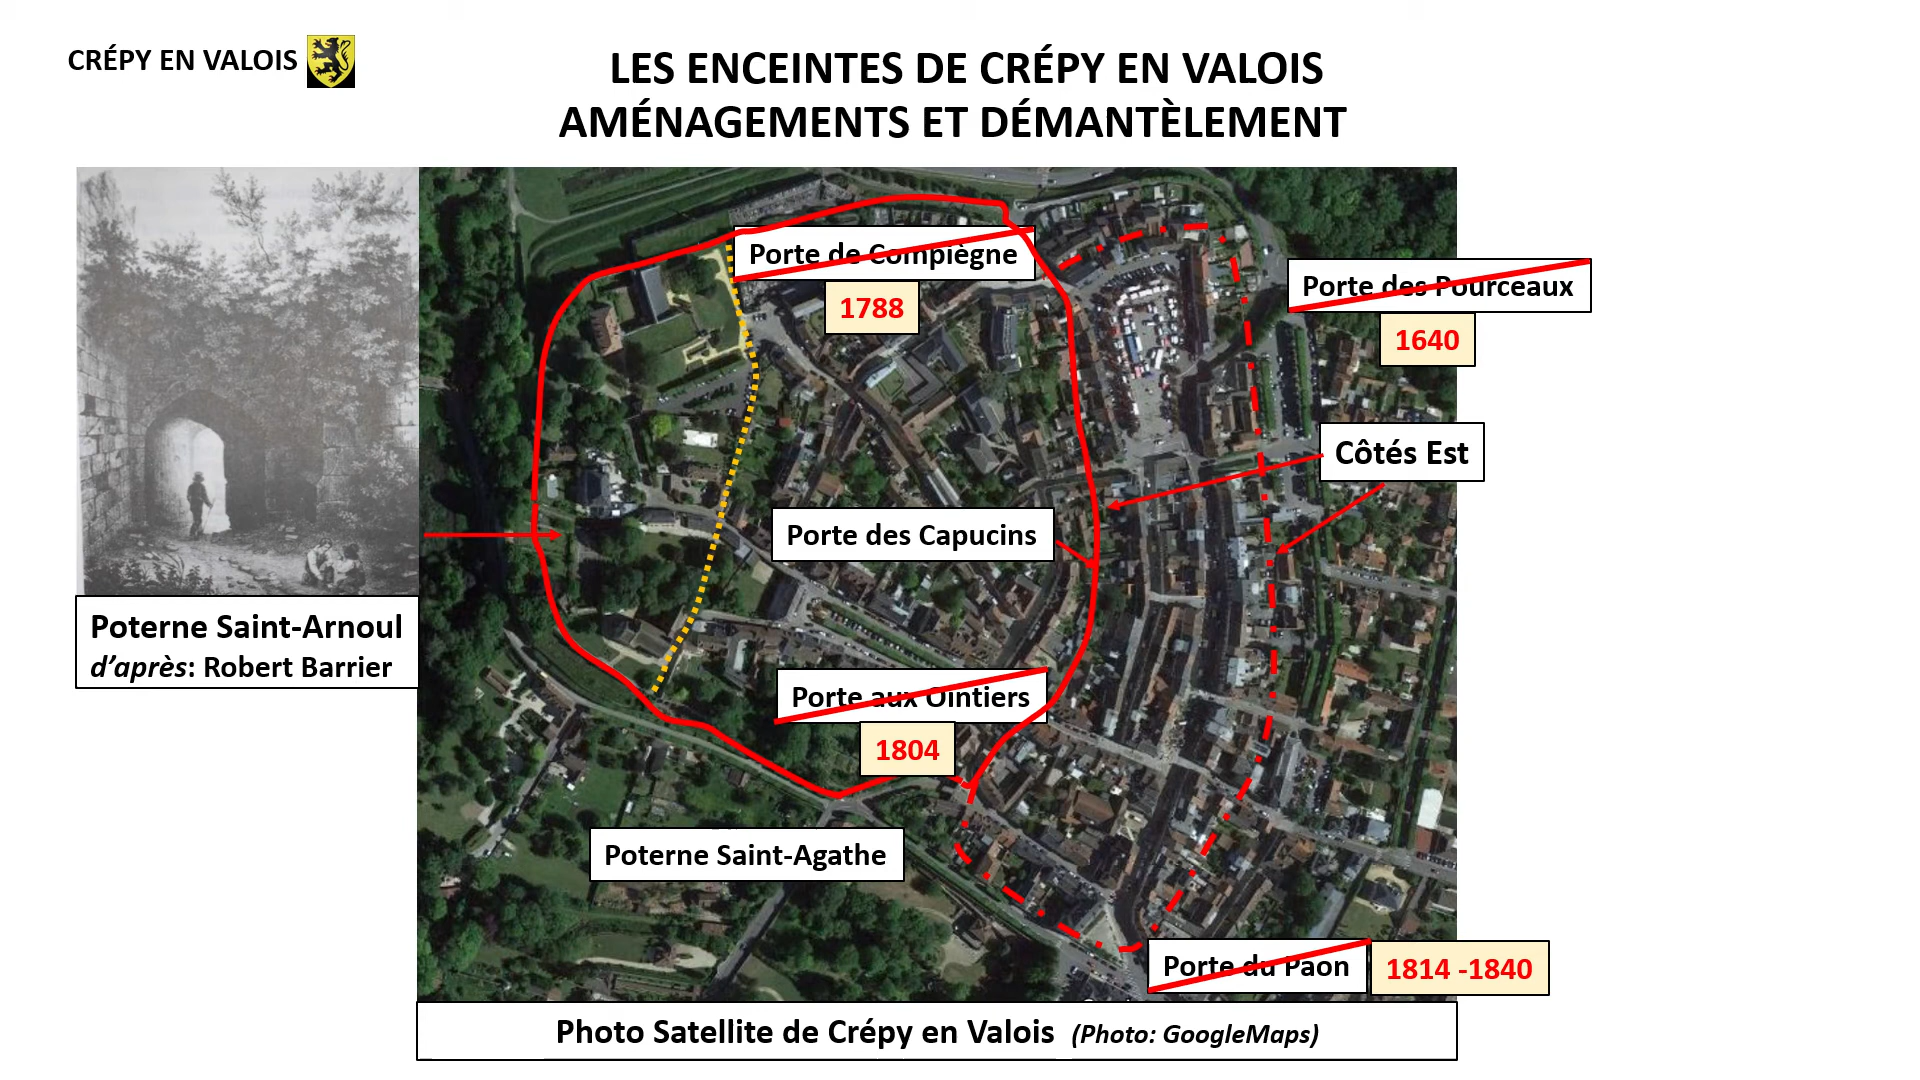 CRÉPY EN VALOIS
LES ENCEINTES DE CRÉPY EN VALOIS
AMÉNAGEMENTS ET DÉMANTÈLEMENT
Porte de Compiègne
1788
Porte des Pourceaux
1640
Côtés Est
Porte des Capucins
Poterne Saint-Arnoul
d’après: Robert Barrier
Porte aux Ointiers
1804
Poterne Saint-Agathe
Porte du Paon
1814 -1840
Photo Satellite de Crépy en Valois (Photo: GoogleMaps)